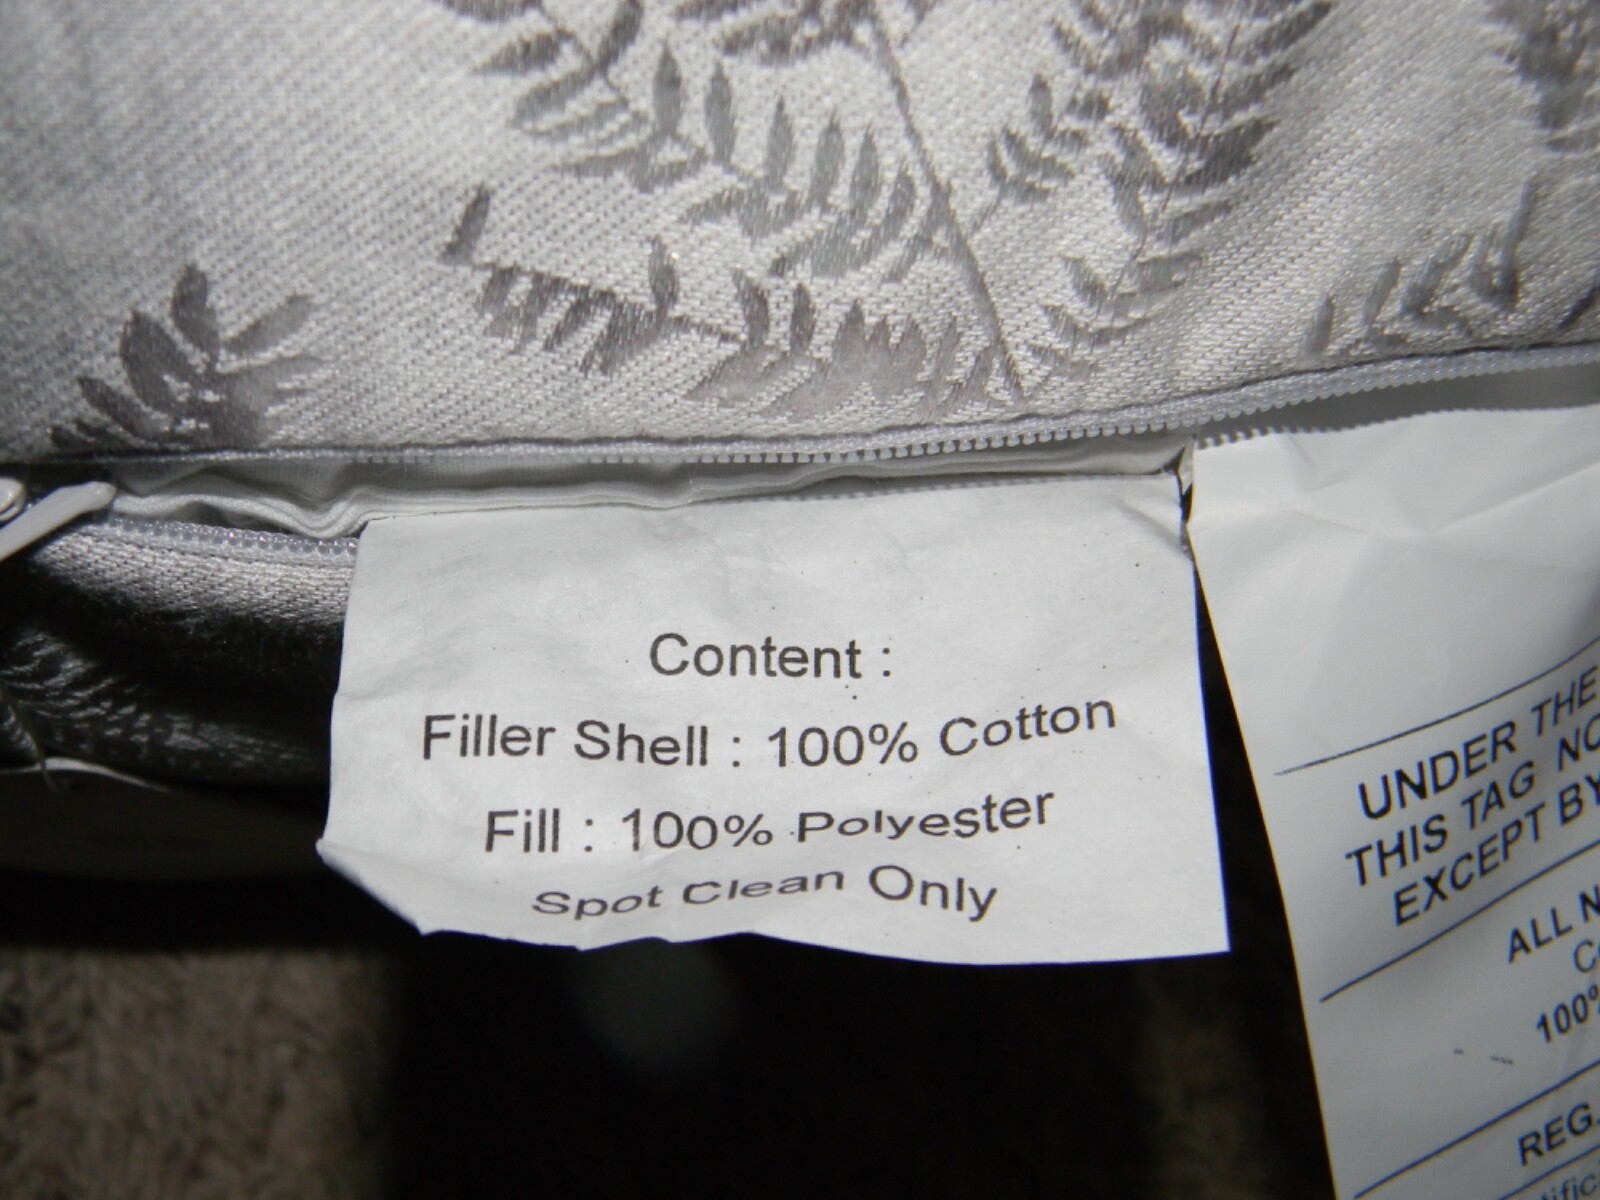 Content :
Filler Shell : 100% Cotton
Fill : 100% Polyester
Spot Clean Only
UNDER THE
THIS TAG
EXCEPT BY
ALL
100%
REG.